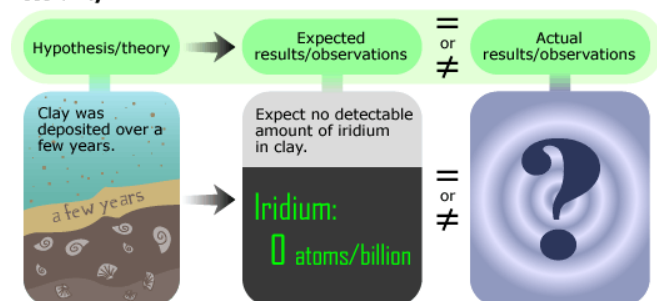 Hypothesis/theory
Expected
results/observations
=
or
≠
Actual
results/observations
Clay was
deposited over a
few years.
a few years
Expect no detectable
amount of iridium
in clay.
Iridium:
0 atoms/billion
=
or
≠
?